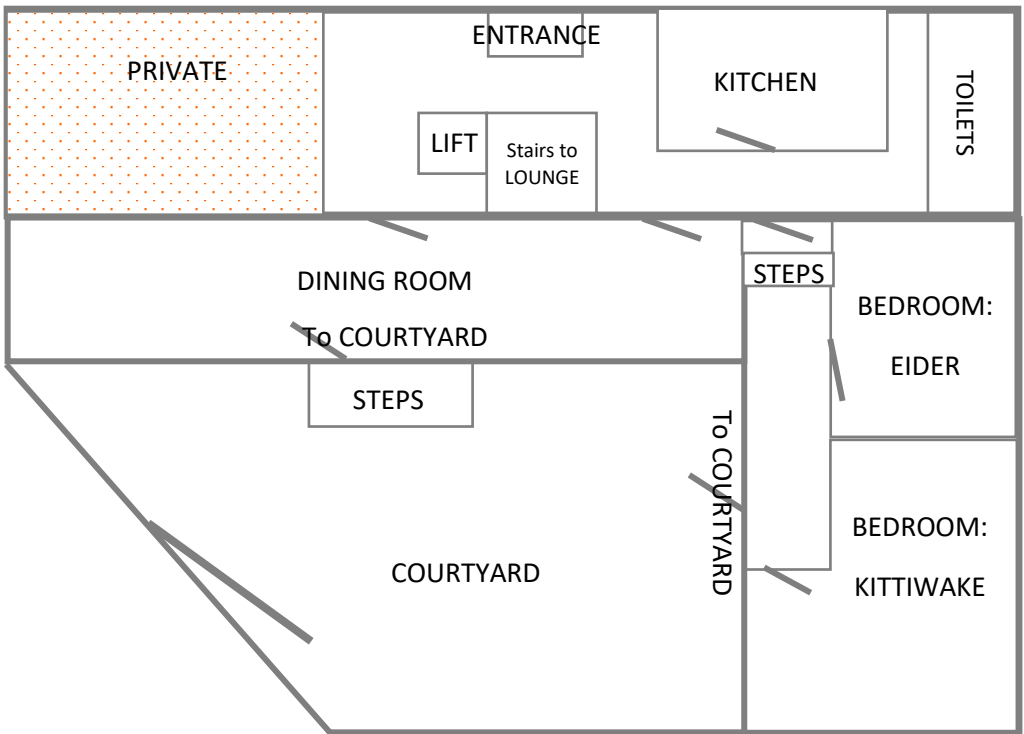 ENTRANCE
PRIVATE
KITCHEN
TOILETS
LIFT
Stairs to
LOUNGE
DINING ROOM
STEPS
BEDROOM:
EIDER
To COURTYARD
STEPS
To COURTYARD
BEDROOM:
KITTIWAKE
COURTYARD